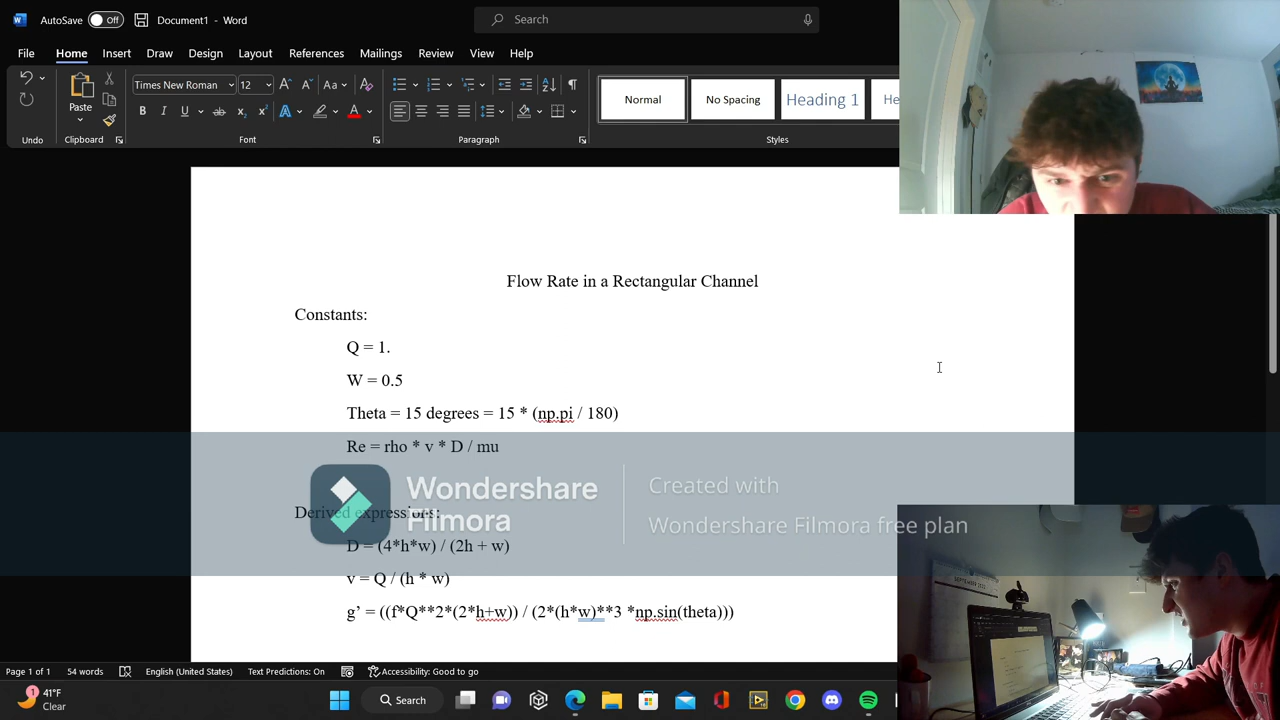 AutoSave Off Document1 - Word Search
File Home Insert Draw Design Layout References Mailings Review View Help
Times New Roman 12
Paste
Normal No Spacing Heading 1 He
Undo Clipboard Font Paragraph Styles
Flow Rate in a Rectangular Channel
Constants:
Q = 1.
W = 0.5
Theta = 15 degrees = 15 * (np.pi / 180)
Re = rho * v * D / mu
Wondershare
Filmora
Created with
Wondershare Filmora free plan
Derived expressions:
D = (4*h*w) / (2h + w)
v = Q / (h * w)
g’ = ((f*Q**2*(2*h+w)) / (2*(h*w)**3 *np.sin(theta)))
Page 1 of 1 54 words English (United States) Text Predictions: On Accessibility: Good to go
1
41°F
Clear
Search